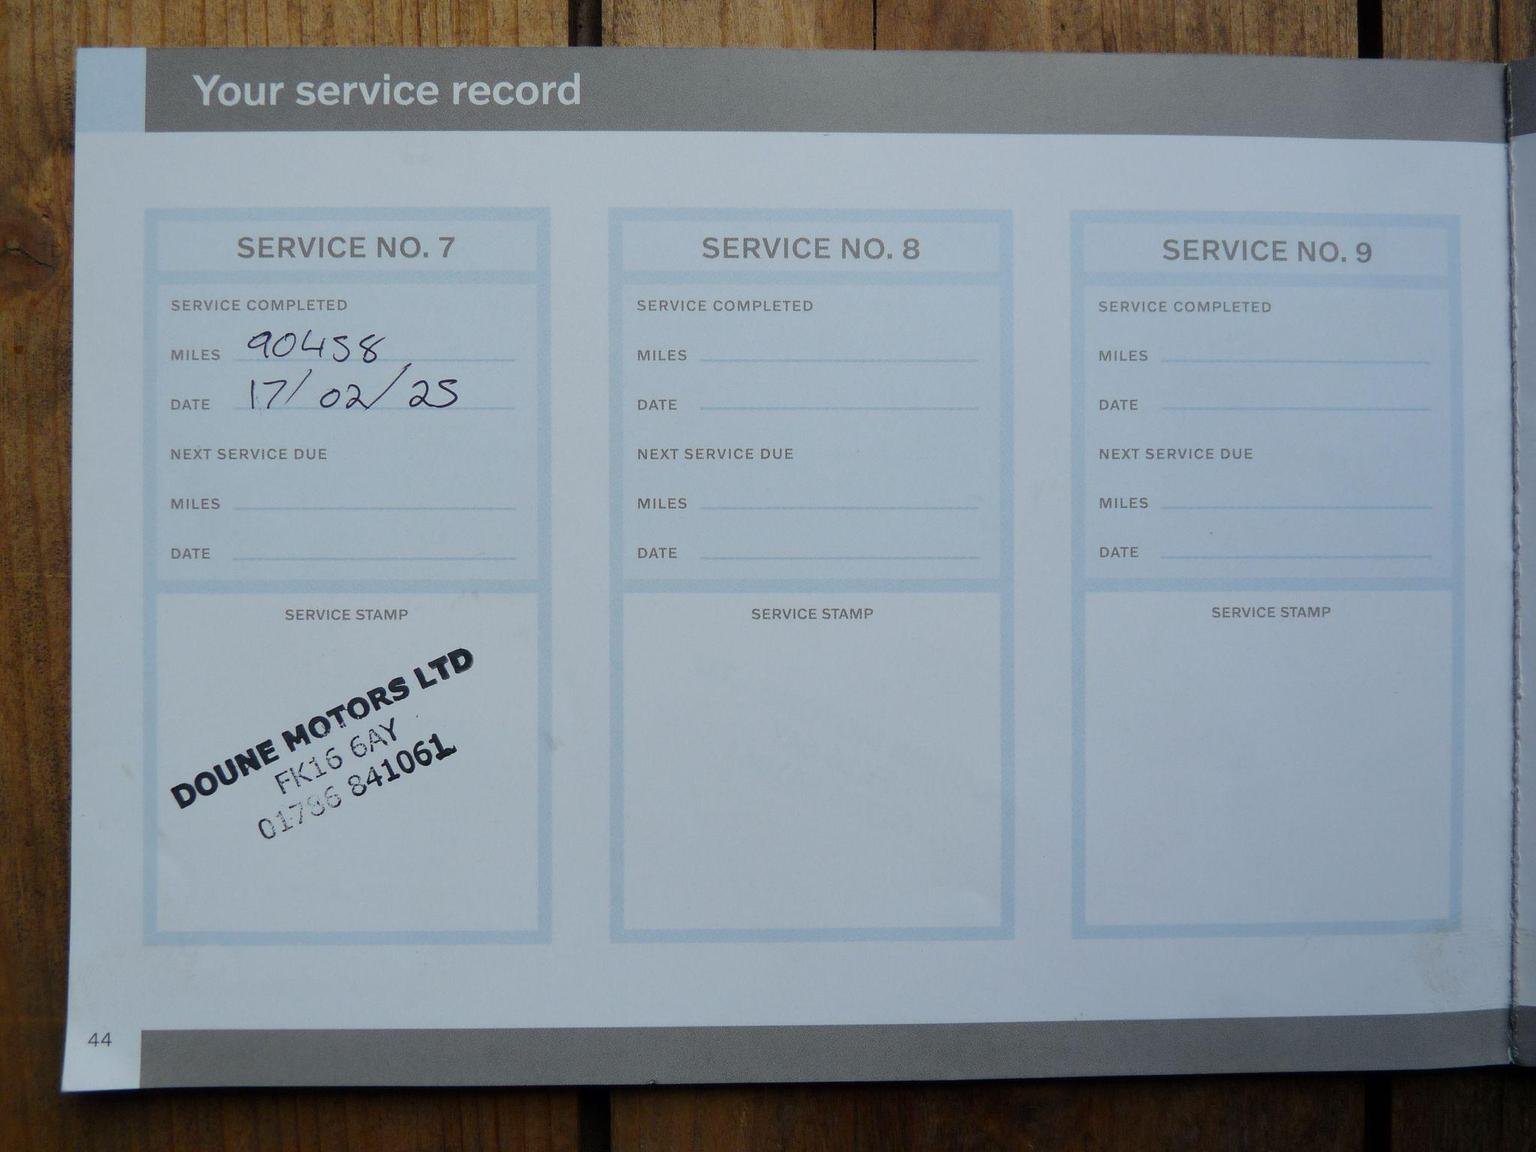 Your service record
SERVICE NO. 7
SERVICE COMPLETED
MILES 90458
DATE 17/02/25
NEXT SERVICE DUE
MILES
DATE
SERVICE STAMP
DOUNE MOTORS LTD
FK16 6AY
01786 841061
SERVICE NO. 8
SERVICE COMPLETED
MILES
DATE
NEXT SERVICE DUE
MILES
DATE
SERVICE STAMP
SERVICE NO. 9
SERVICE COMPLETED
MILES
DATE
NEXT SERVICE DUE
MILES
DATE
SERVICE STAMP
44